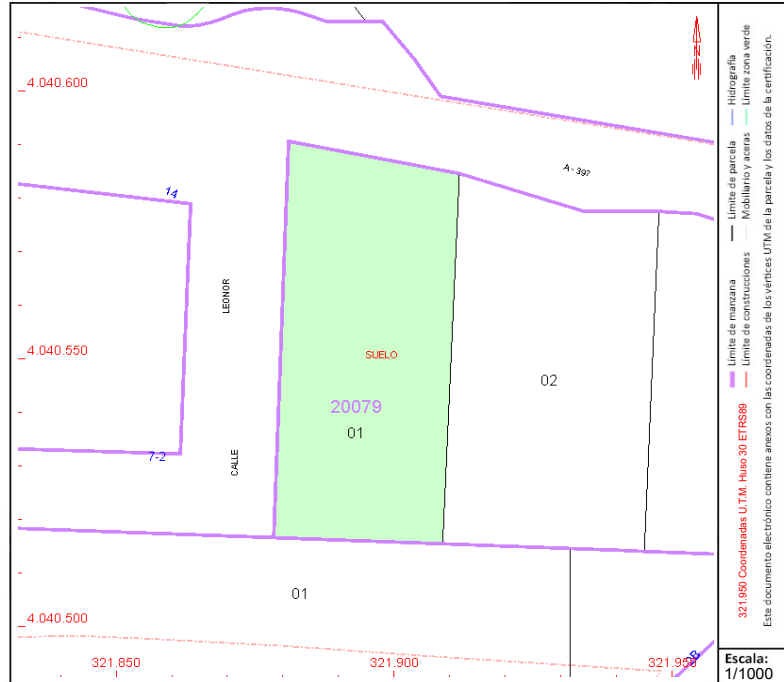 4.040.600
N
A-397
14
LEONOR
4.040.550
SUELO
02
20079
01
7-2
CALLE
01
4.040.500
321.850
321.900
321.950
321.950 Coordenadas U.T.M. Huso 30 ETRS89
Límite de manzana
Límite de parcela
Hidrografía
Límite de construcciones
Mobiliario y aceras
Límite zona verde
Este documento electrónico contiene anexos con las coordenadas de los vértices UTM de la parcela y los datos de la certificación.
Escala:
1/1000